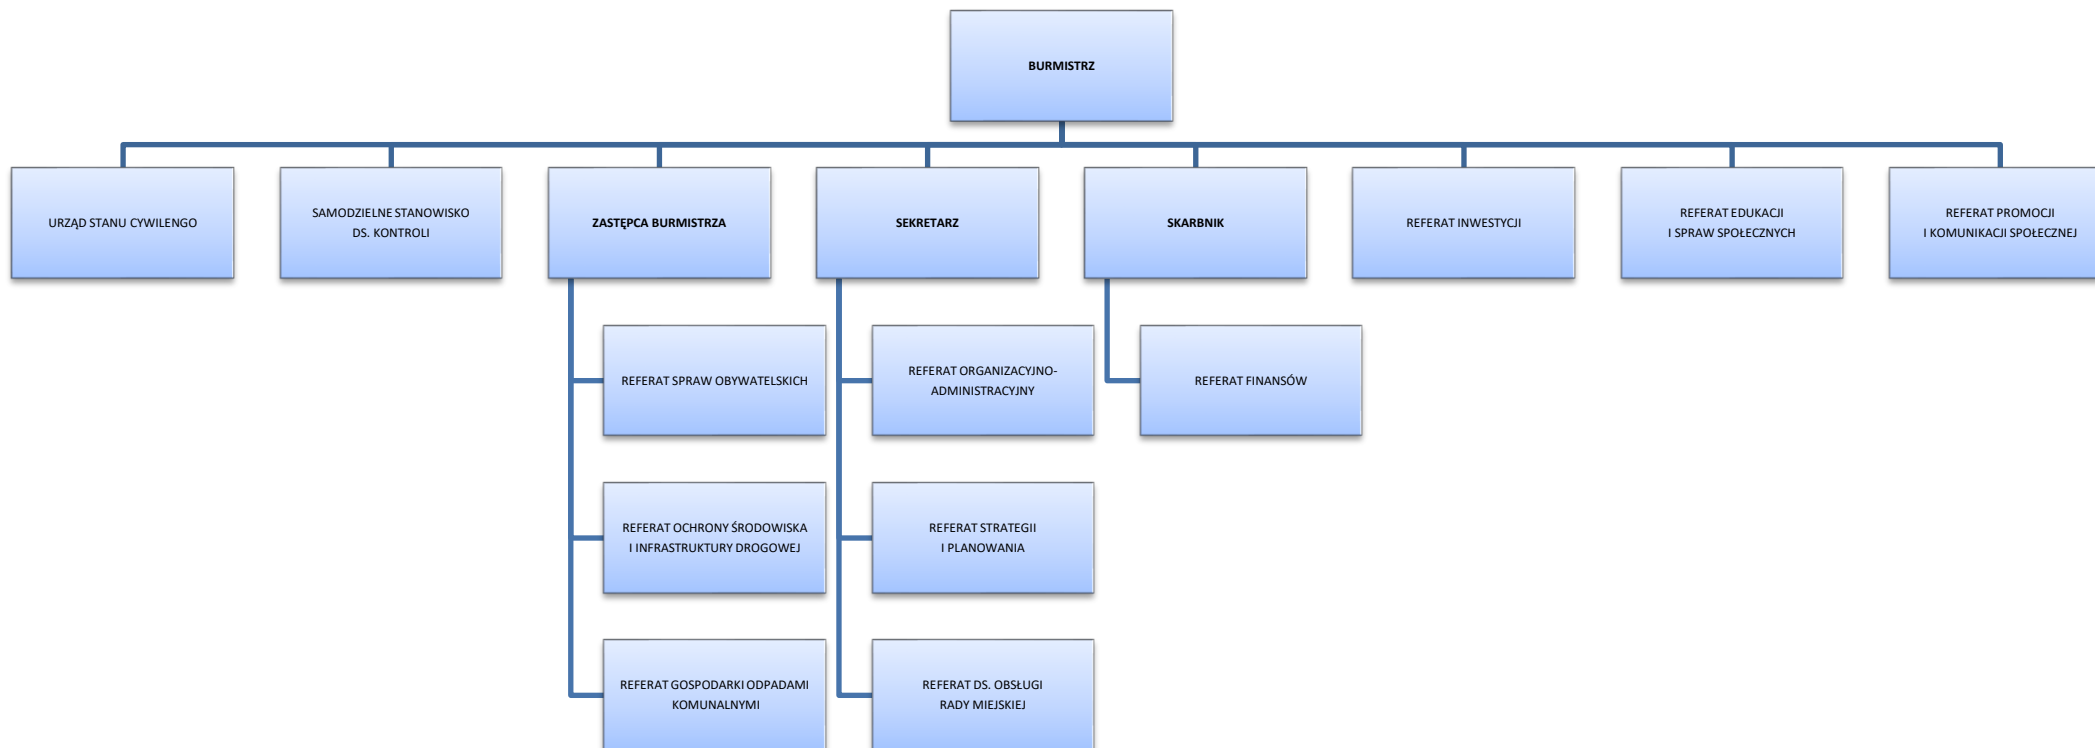 BURMISTRZ
URZĄD STANU CYWILENGO
SAMODZIELNE STANOWISKO
DS. KONTROLI
ZASTĘPCA BURMISTRZA
SEKRETARZ
SKARBNIK
REFERAT INWESTYCJI
REFERAT EDUKACJI
I SPRAW SPOŁECZNYCH
REFERAT PROMOCJI
I KOMUNIKACJI SPOŁECZNEJ
REFERAT SPRAW OBYWATELSKICH
REFERAT ORGANIZACYJNO-
ADMINISTRACYJNY
REFERAT FINANSÓW
REFERAT OCHRONY ŚRODOWISKA
I INFRASTRUKTURY DROGOWEJ
REFERAT STRATEGII
I PLANOWANIA
REFERAT GOSPODARKI ODPADAMI
KOMUNALNYMI
REFERAT DS. OBSŁUGI
RADY MIEJSKIEJ